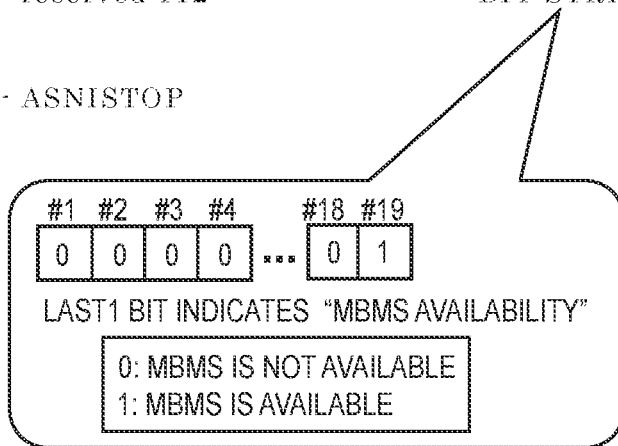 - ASN1STOP
#1 #2 #3 #4 #18 #19
0 0 0 0 ... 0 1
LAST1 BIT INDICATES “MBMS AVAILABILITY”
0: MBMS IS NOT AVAILABLE
1: MBMS IS AVAILABLE